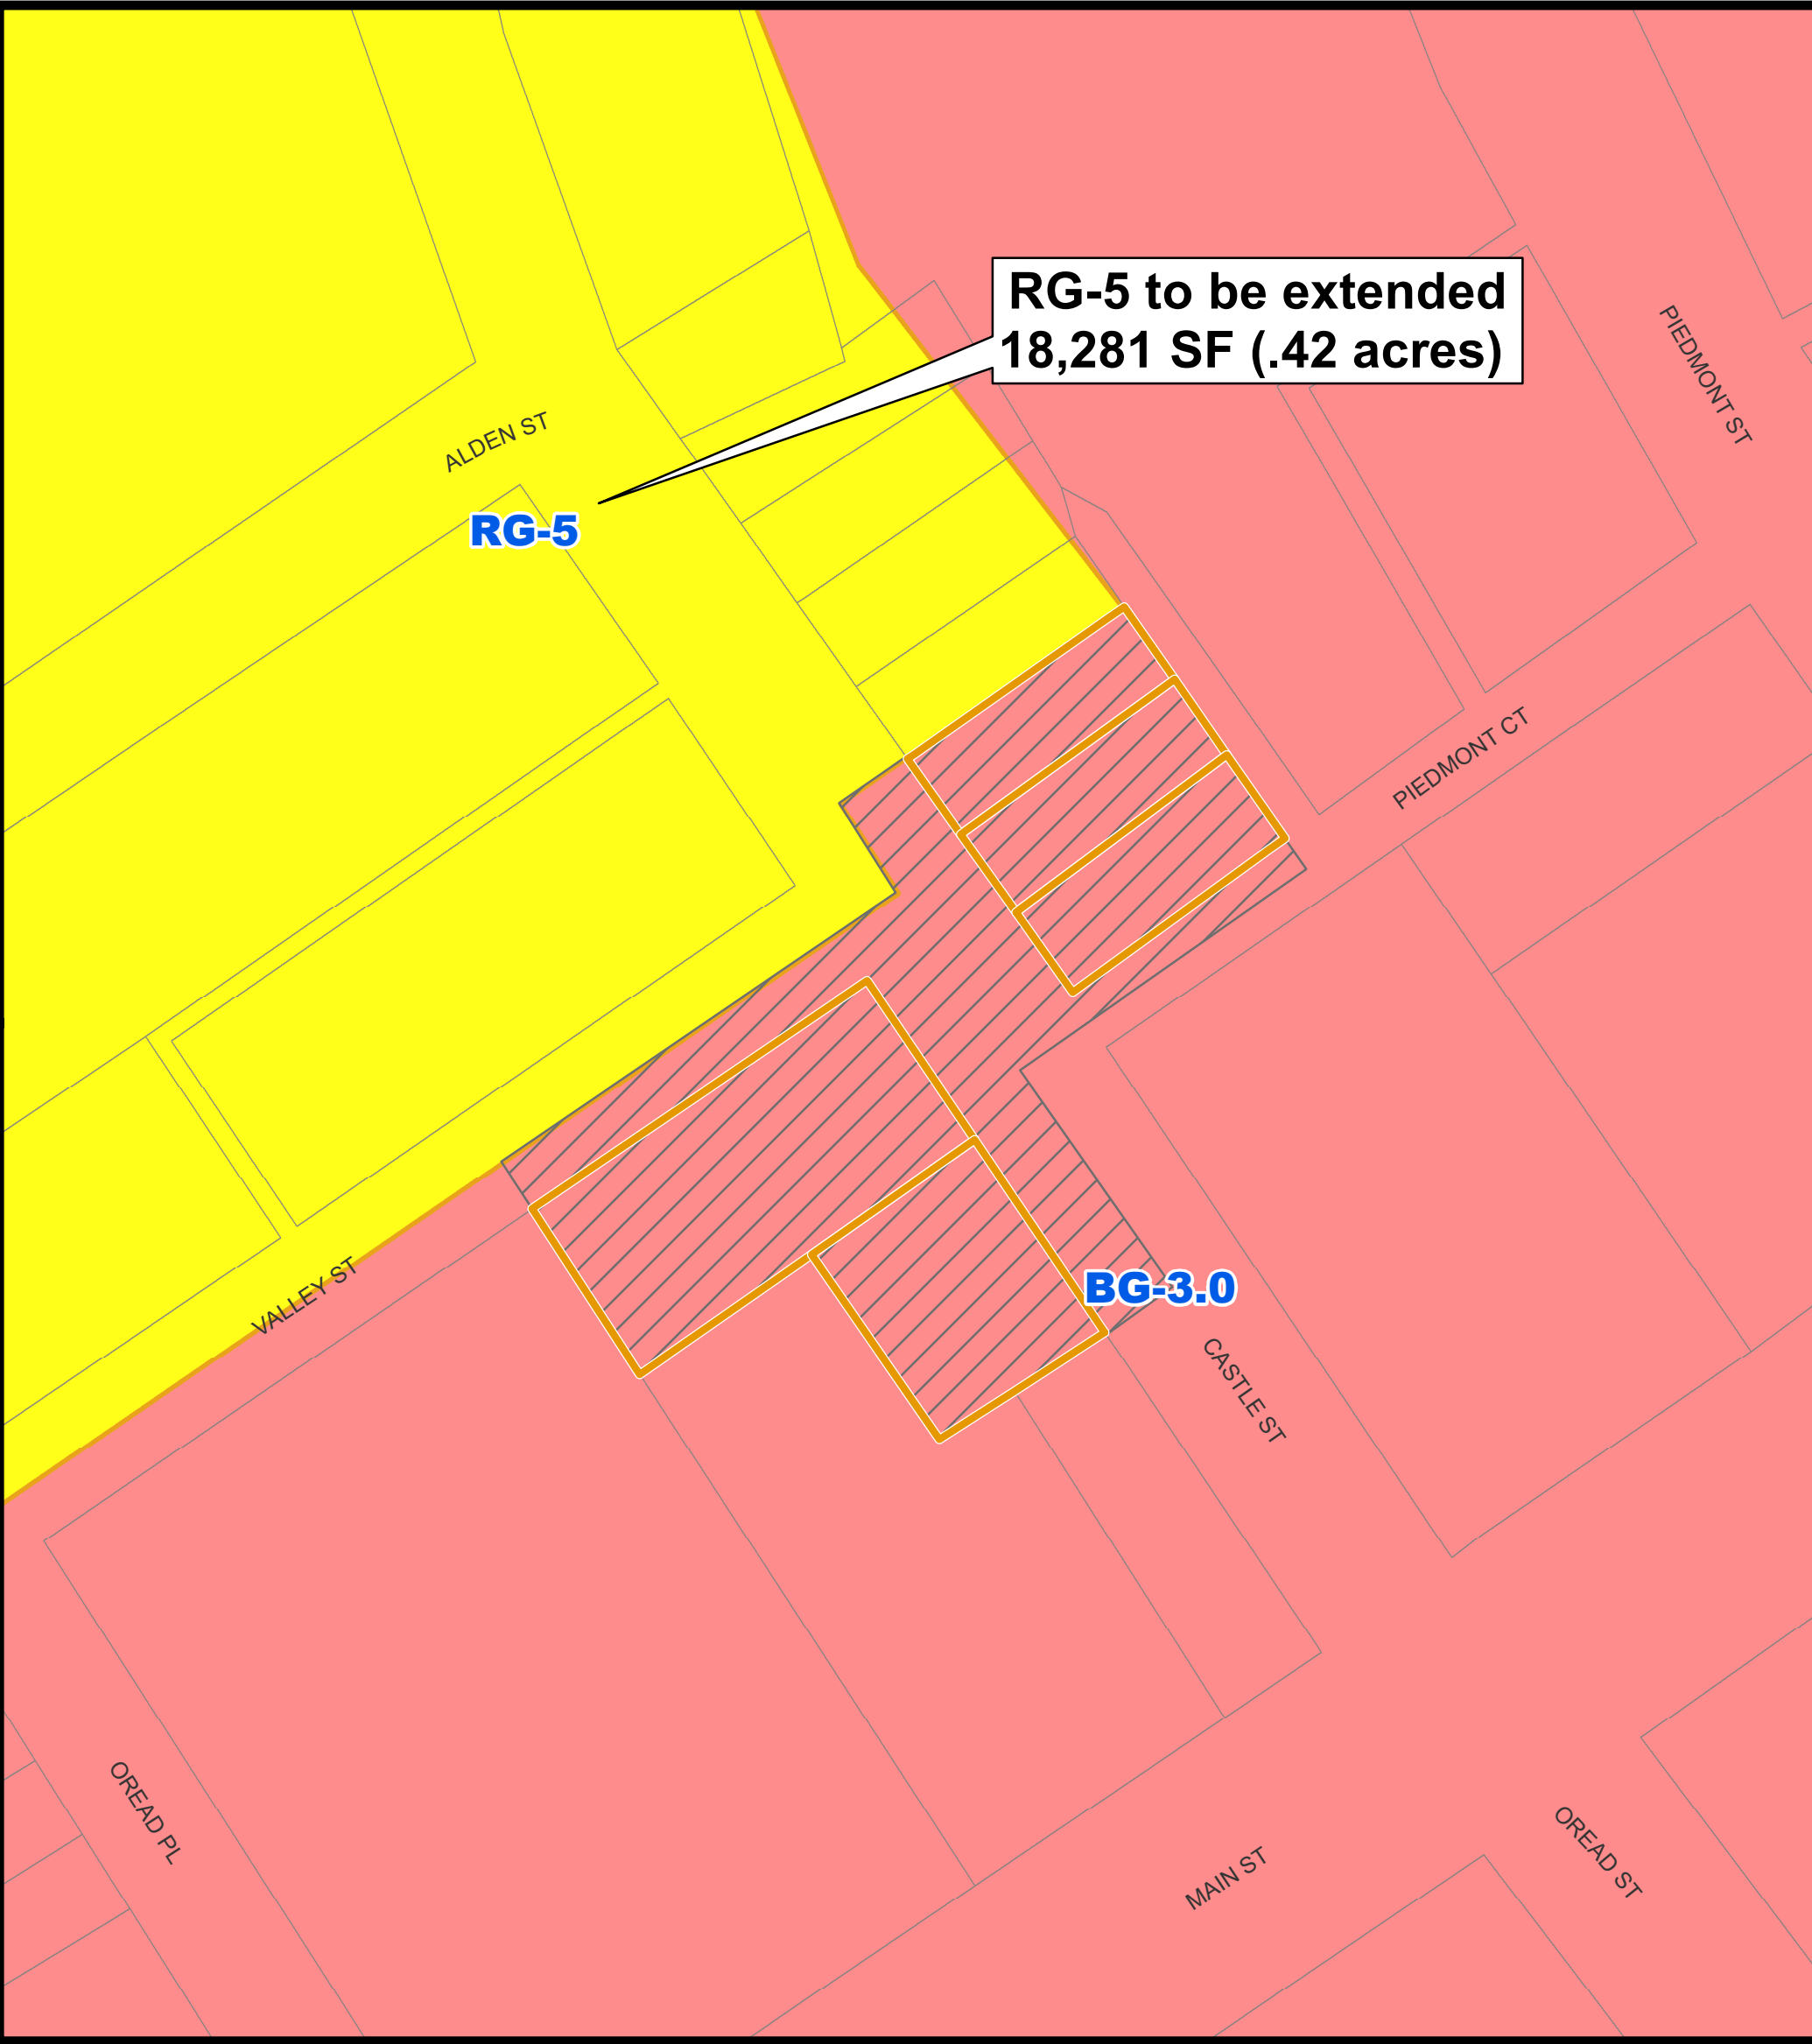 RG-5 to be extended
18,281 SF (.42 acres)
PIEDMONT ST
ALDEN ST
RG-5
PIEDMONT CT
VALLEY ST
BG-3.0
CASTLE ST
OREAD PL
MAIN ST
OREAD ST